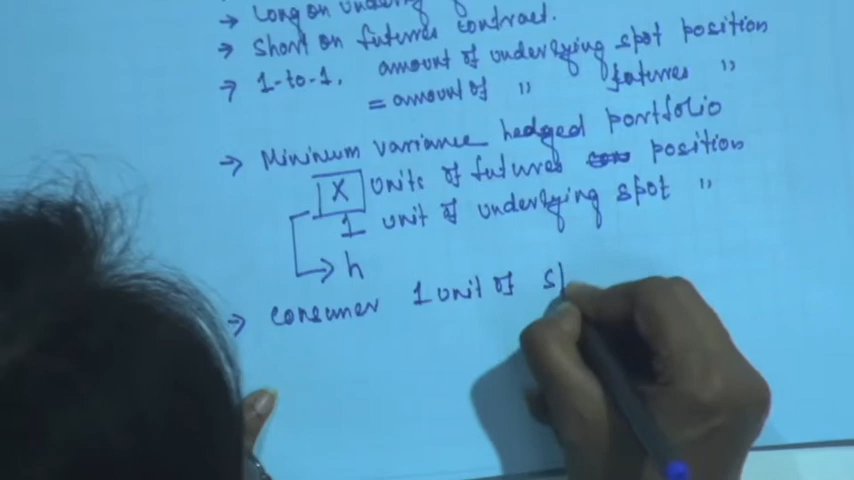 → Long on underlying
→ Short on futures contract.
→ 1-to-1. amount of underlying spot position
= amount of " futures "
→ Mininum variance hedged portfolio
X units of futures position
1 unit of underlying spot "
→ h
→ consumer 1 unit of s